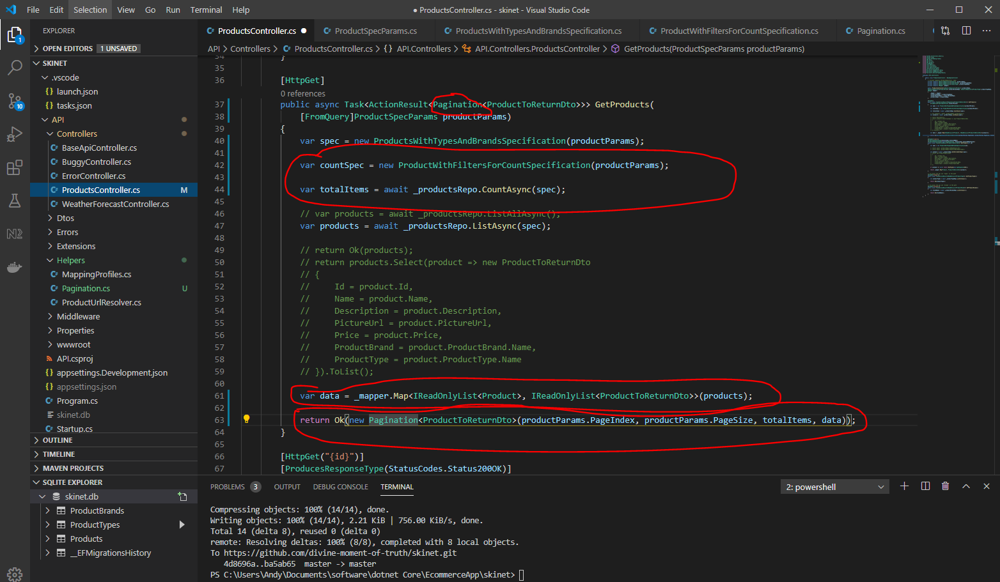 File Edit Selection View Go Run Terminal Help ● ProductsController.cs - skinet - Visual Studio Code
EXPLORER
OPEN EDITORS 1 UNSAVED
SKINET
.vscode
launch.json
tasks.json
API
Controllers
BaseApiController.cs
BuggyController.cs
ErrorController.cs
ProductsController.cs M
WeatherForecastController.cs
Dtos
Errors
Extensions
Helpers
MappingProfiles.cs
Pagination.cs U
ProductUrlResolver.cs
Middleware
Properties
wwwroot
API.csproj
appsettings.Development.json
appsettings.json
Program.cs
skinet.db
Startup.cs
OUTLINE
TIMELINE
MAVEN PROJECTS
SQLITE EXPLORER
skinet.db
ProductBrands
ProductTypes
Products
__EFMigrationsHistory
1
10
ProductsController.cs ● ProductSpecParams.cs ProductsWithTypesAndBrandsSpecification.cs ProductWithFiltersForCountSpecification.cs Pagination.cs
API > Controllers > ProductsController.cs > {} API.Controllers > API.Controllers.ProductsController > GetProducts(ProductSpecParams productParams)
34 }
35
36 [HttpGet]
0 references
37 public async Task<ActionResult<Pagination<ProductToReturnDto>>> GetProducts(
38 [FromQuery]ProductSpecParams productParams)
39 {
40 var spec = new ProductsWithTypesAndBrandsSpecification(productParams);
41
42 var countSpec = new ProductWithFiltersForCountSpecification(productParams);
43
44 var totalItems = await _productsRepo.CountAsync(spec);
45
46 // var products = await _productsRepo.ListAllAsync();
47 var products = await _productsRepo.ListAsync(spec);
48
49 // return Ok(products);
50 // return products.Select(product => new ProductToReturnDto
51 // {
52 //     Id = product.Id,
53 //     Name = product.Name,
54 //     Description = product.Description,
55 //     PictureUrl = product.PictureUrl,
56 //     Price = product.Price,
57 //     ProductBrand = product.ProductBrand.Name,
58 //     ProductType = product.ProductType.Name
59 // }).ToList();
60
61 var data = _mapper.Map<IReadOnlyList<Product>, IReadOnlyList<ProductToReturnDto>>(products);
62
63 return Ok(new Pagination<ProductToReturnDto>(productParams.PageIndex, productParams.PageSize, totalItems, data));
64 }
65
66 [HttpGet("{id}")]
67 [ProducesResponseType(StatusCodes.Status200OK)]
PROBLEMS 3 OUTPUT DEBUG CONSOLE TERMINAL 2: powershell
Compressing objects: 100% (14/14), done.
Writing objects: 100% (14/14), 2.21 KiB | 756.00 KiB/s, done.
Total 14 (delta 8), reused 0 (delta 0)
remote: Resolving deltas: 100% (8/8), completed with 8 local objects.
To https://github.com/divine-moment-of-truth/skinet.git
4d8696a..ba5ab65  master -> master
PS C:\Users\Andy\Documents\software\dotnet Core\EcommerceApp\skinet>